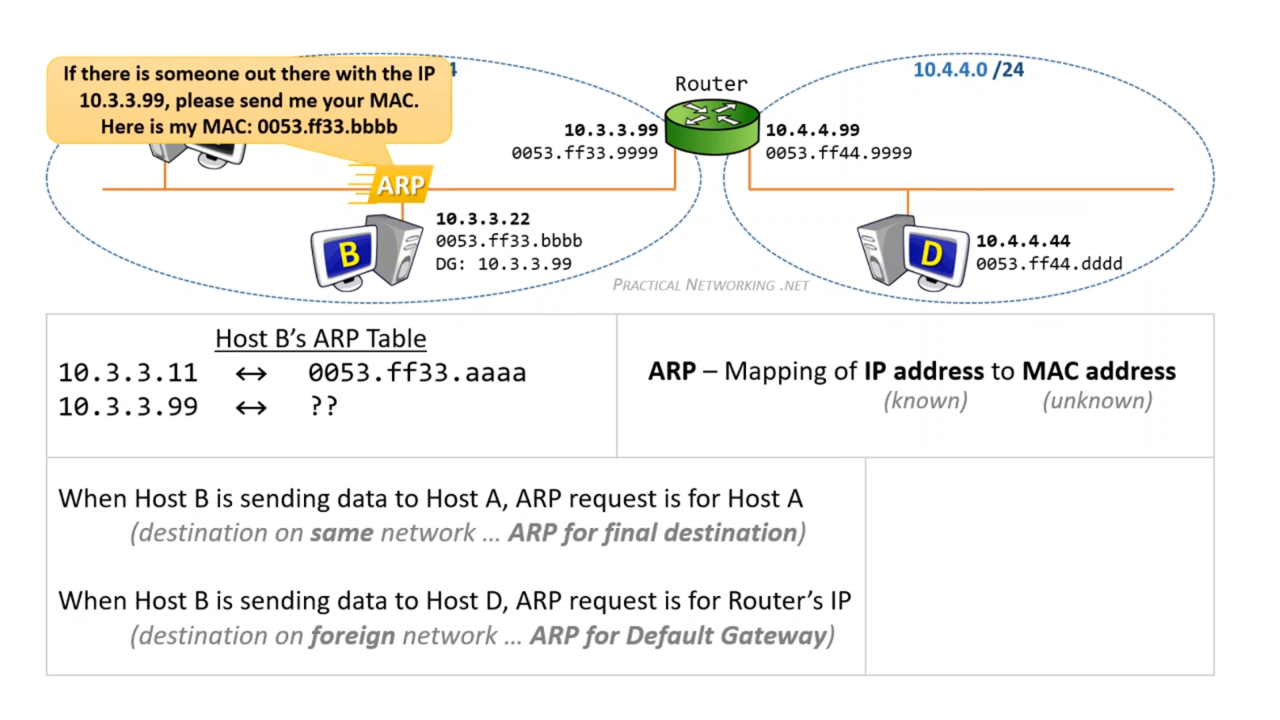 If there is someone out there with the IP
10.3.3.99, please send me your MAC.
Here is my MAC: 0053.ff33.bbbb
4
10.4.4.0 /24
Router
10.3.3.99
0053.ff33.9999
10.4.4.99
0053.ff44.9999
ARP
B
10.3.3.22
0053.ff33.bbbb
DG: 10.3.3.99
D
10.4.4.44
0053.ff44.dddd
PRACTICAL NETWORKING .NET
Host B's ARP Table
10.3.3.11 ↔ 0053.ff33.aaaa
10.3.3.99 ↔ ??
ARP – Mapping of IP address to MAC address
(known) (unknown)
When Host B is sending data to Host A, ARP request is for Host A
(destination on same network ... ARP for final destination)
When Host B is sending data to Host D, ARP request is for Router's IP
(destination on foreign network ... ARP for Default Gateway)